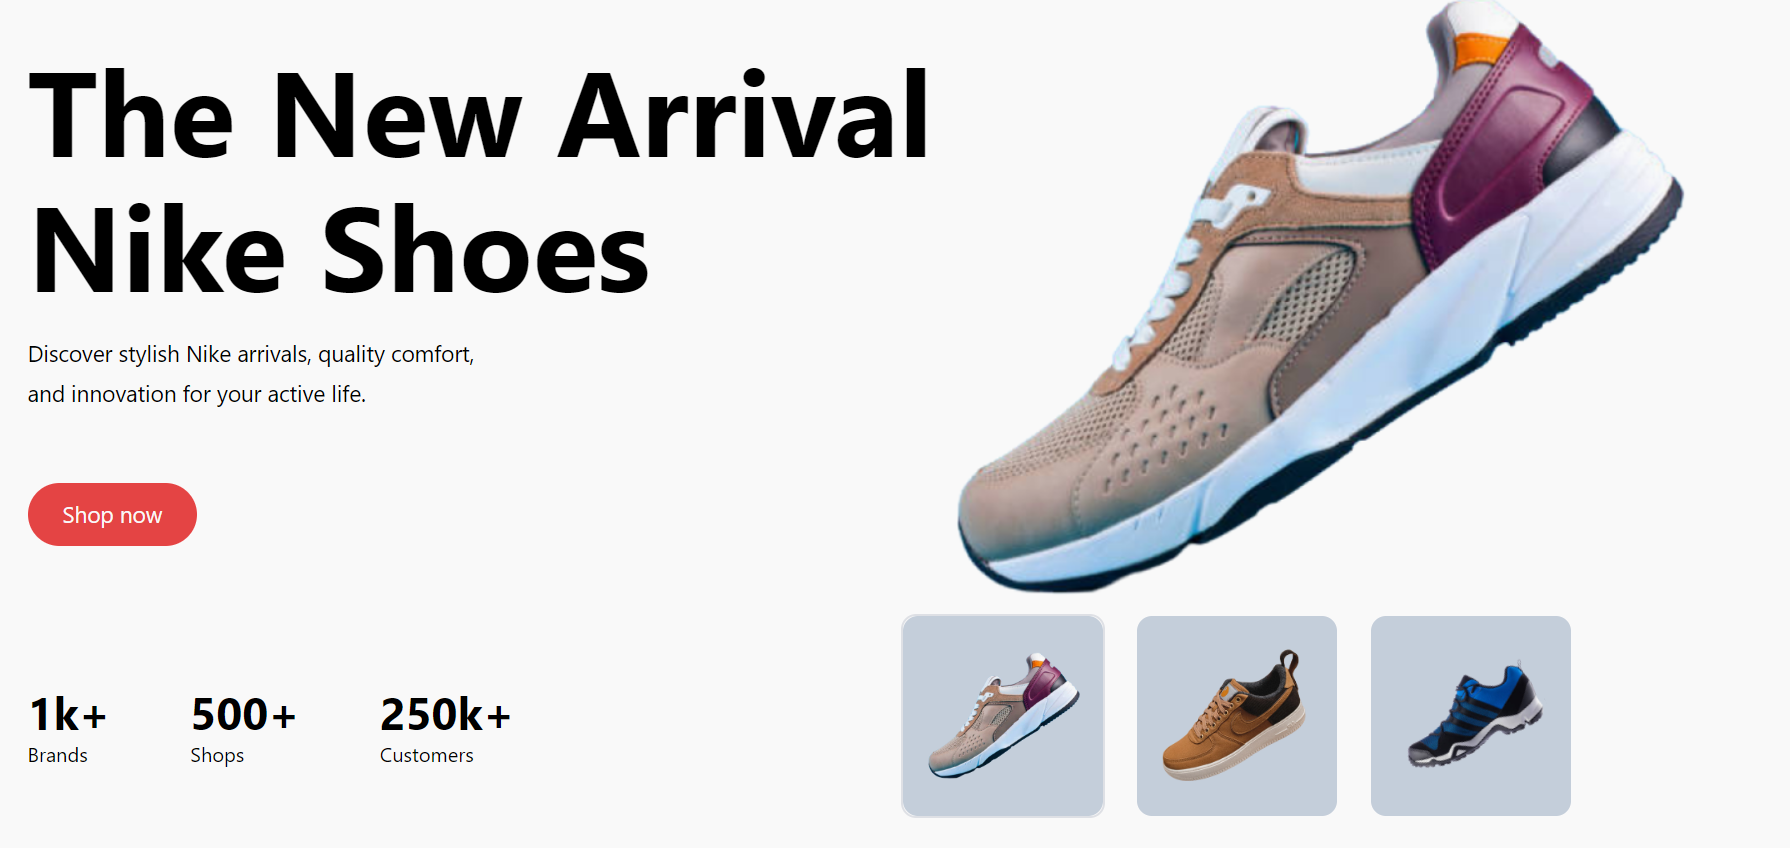 The New Arrival
Nike Shoes
Discover stylish Nike arrivals, quality comfort,
and innovation for your active life.
Shop now
1k+
Brands
500+
Shops
250k+
Customers